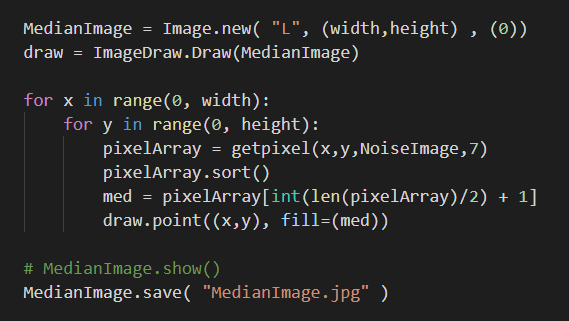 MedianImage = Image.new( "L", (width,height) , (0))
draw = ImageDraw.Draw(MedianImage)

for x in range(0, width):
    for y in range(0, height):
        pixelArray = getpixel(x,y,NoiseImage,7)
        pixelArray.sort()
        med = pixelArray[int(len(pixelArray)/2) + 1]
        draw.point((x,y), fill=(med))

# MedianImage.show()
MedianImage.save( "MedianImage.jpg" )